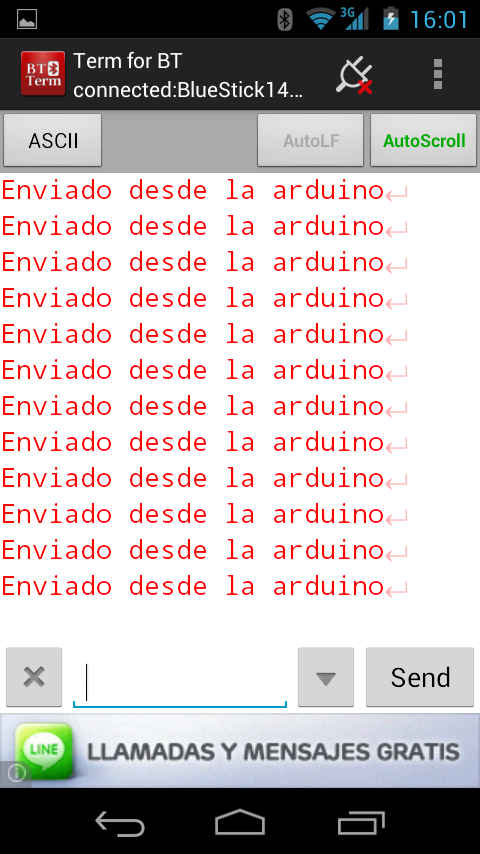 3G
16:01
BT
Term
Term for BT
connected:BlueStick14…
ASCII
AutoLF
AutoScroll
Enviado desde la arduino↵
Enviado desde la arduino↵
Enviado desde la arduino↵
Enviado desde la arduino↵
Enviado desde la arduino↵
Enviado desde la arduino↵
Enviado desde la arduino↵
Enviado desde la arduino↵
Enviado desde la arduino↵
Enviado desde la arduino↵
Enviado desde la arduino↵
Enviado desde la arduino↵
Send
LINE
LLAMADAS Y MENSAJES GRATIS